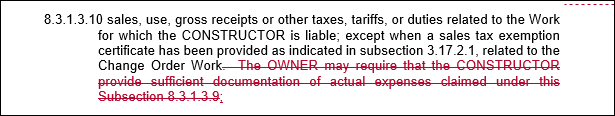 8.3.1.3.10 sales, use, gross receipts or other taxes, tariffs, or duties related to the Work
for which the CONSTRUCTOR is liable; except when a sales tax exemption
certificate has been provided as indicated in subsection 3.17.2.1, related to the
Change Order Work. The OWNER may require that the CONSTRUCTOR
provide sufficient documentation of actual expenses claimed under this
Subsection 8.3.1.3.9;